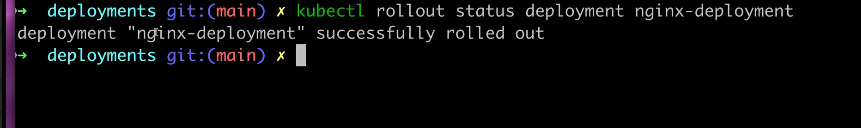 → deployments git:(main) ✗ kubectl rollout status deployment nginx-deployment
deployment "nginx-deployment" successfully rolled out
→ deployments git:(main) ✗